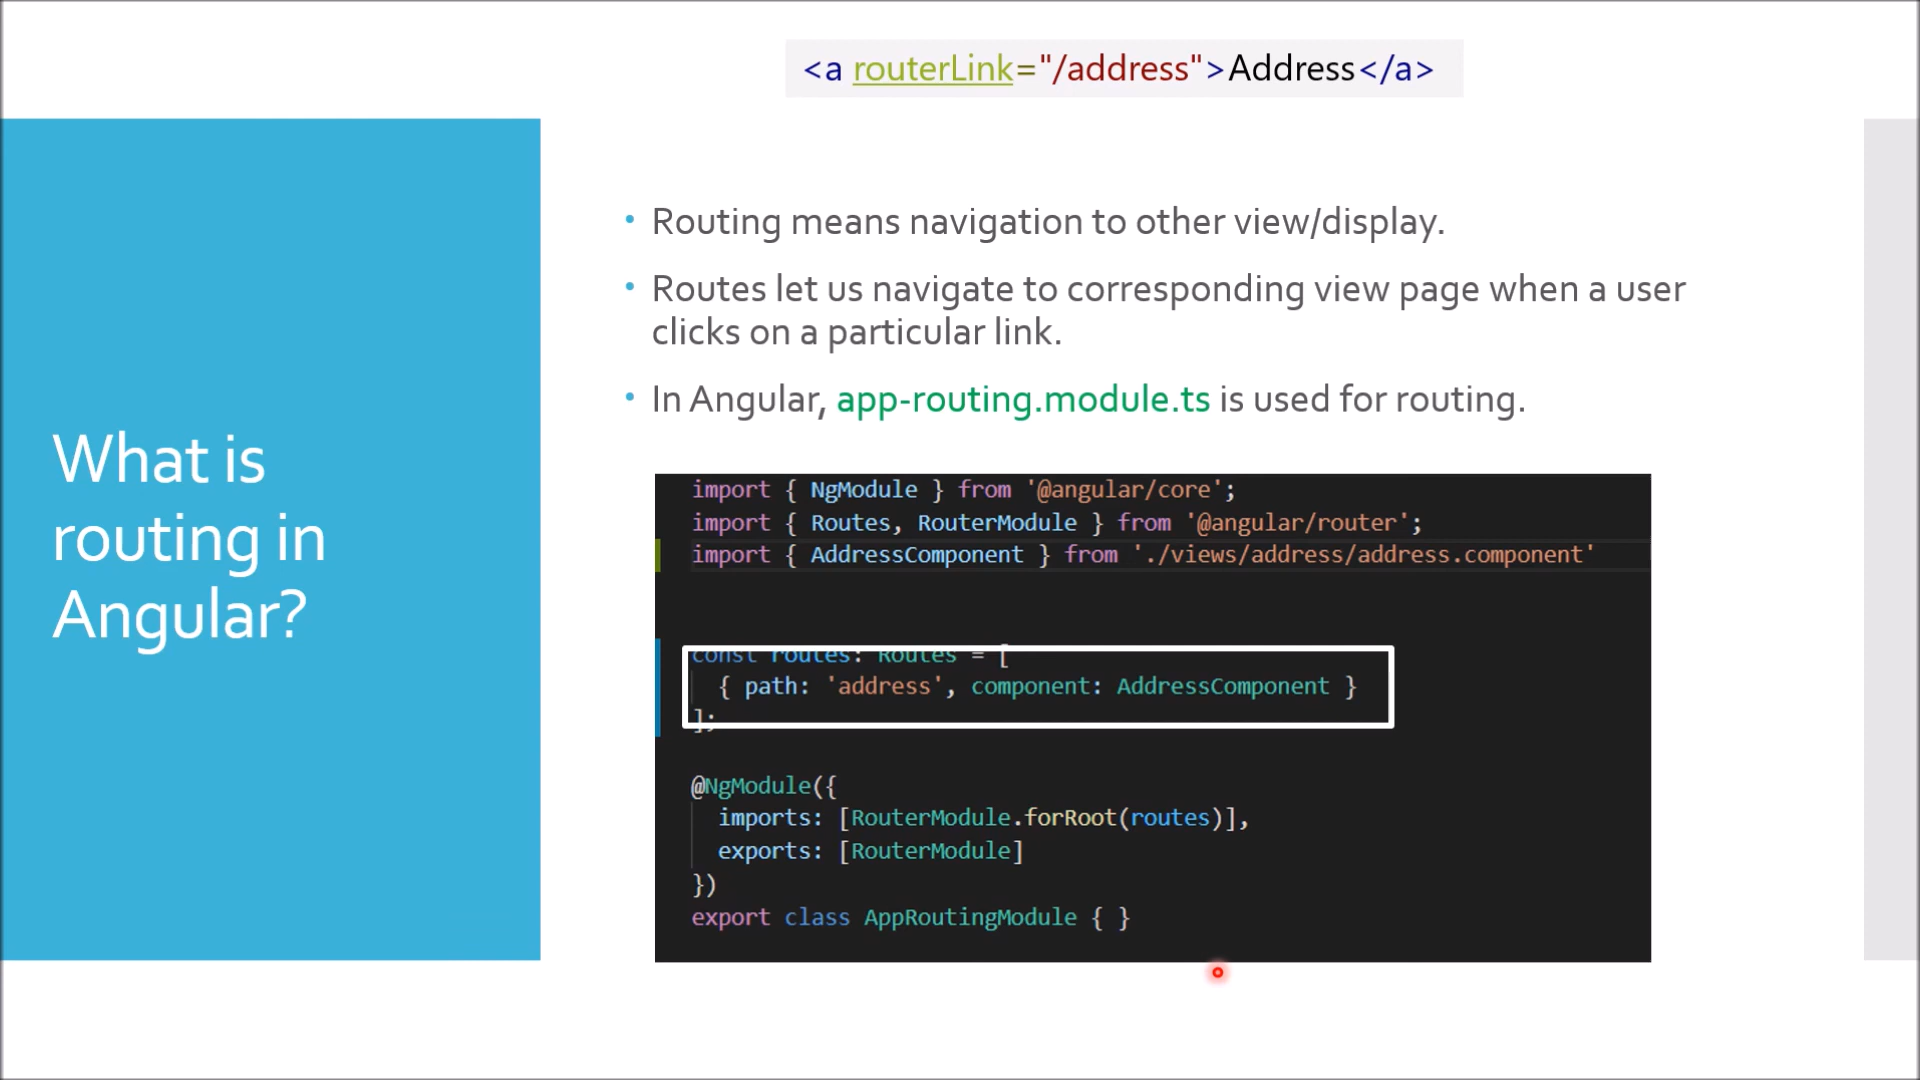 <a routerLink="/address">Address</a>
What is
routing in
Angular?
• Routing means navigation to other view/display.
• Routes let us navigate to corresponding view page when a user
clicks on a particular link.
• In Angular, app-routing.module.ts is used for routing.
import { NgModule } from '@angular/core';
import { Routes, RouterModule } from '@angular/router';
import { AddressComponent } from './views/address/address.component'
const routes: Routes = [
{ path: 'address', component: AddressComponent }
];
@NgModule({
imports: [RouterModule.forRoot(routes)],
exports: [RouterModule]
})
export class AppRoutingModule { }